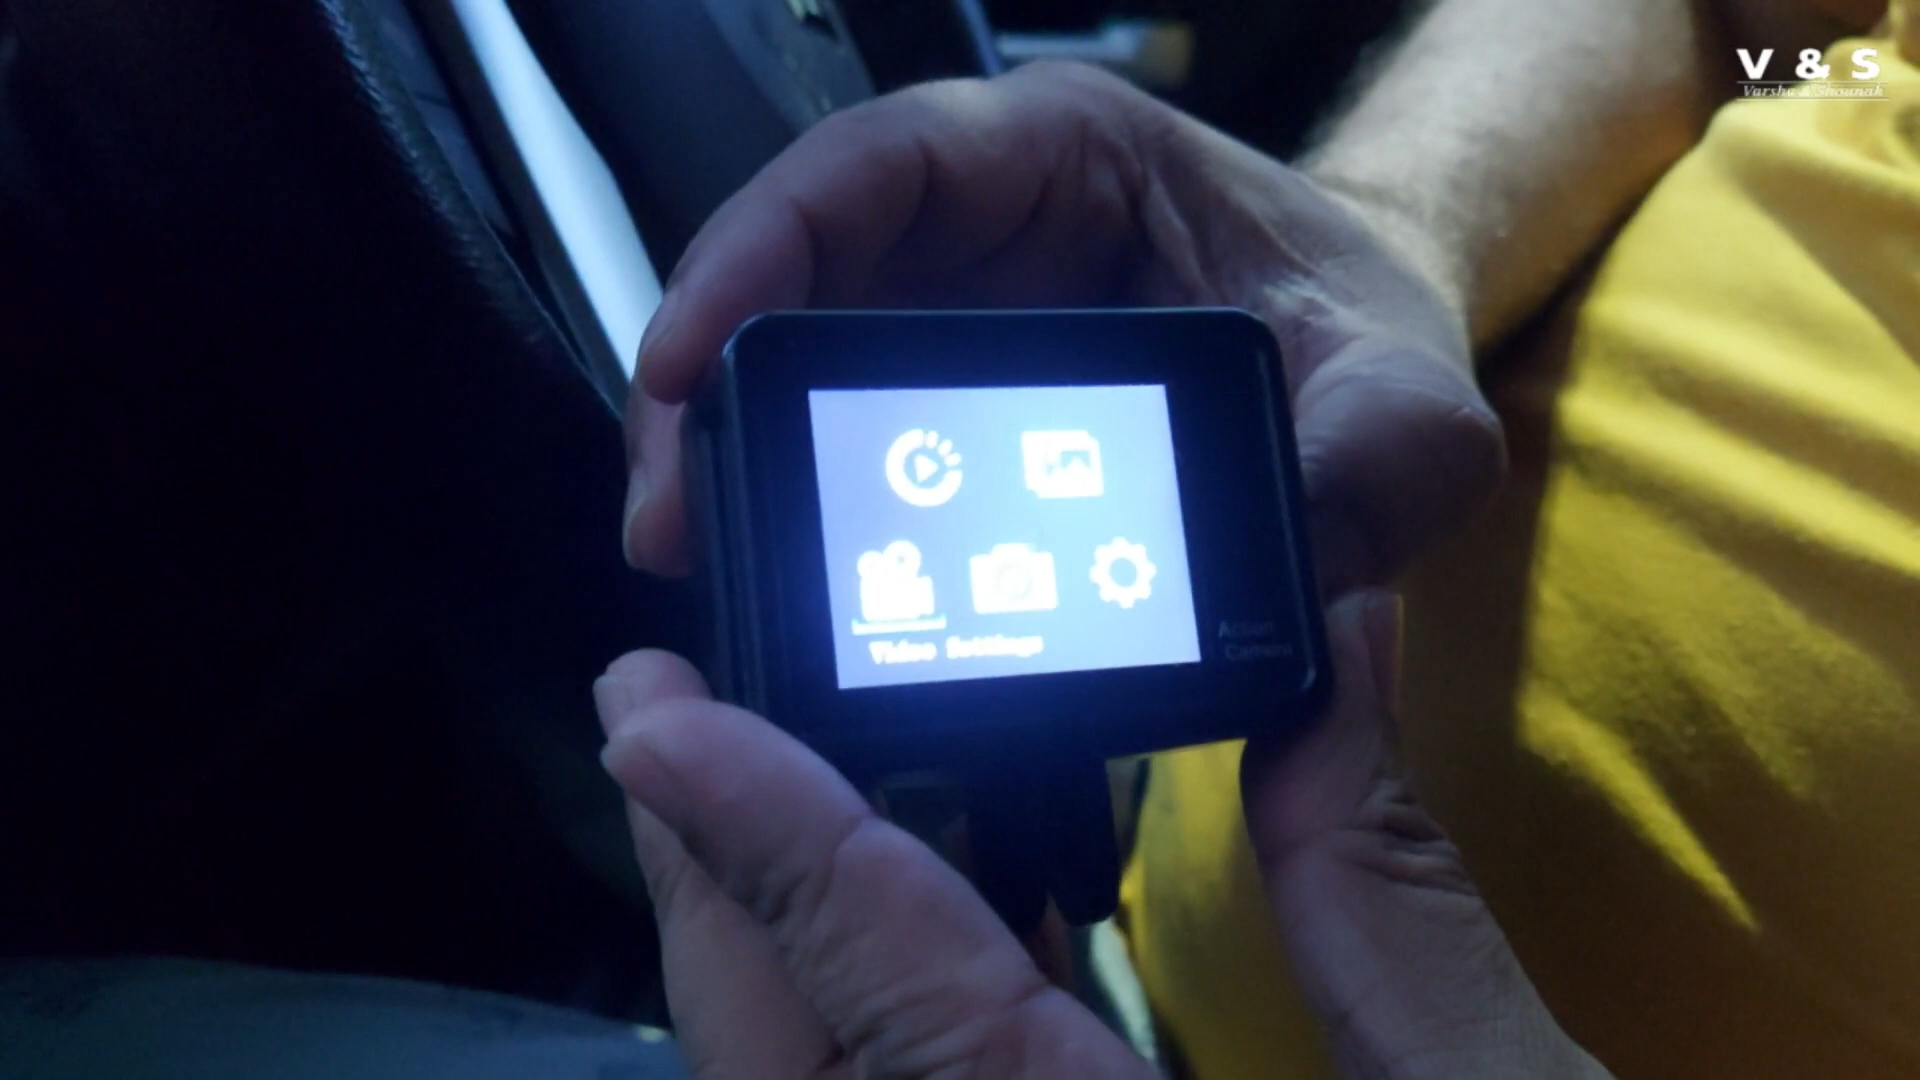 V & S
Varsha & Shounak
Video Settings
Action
Camera